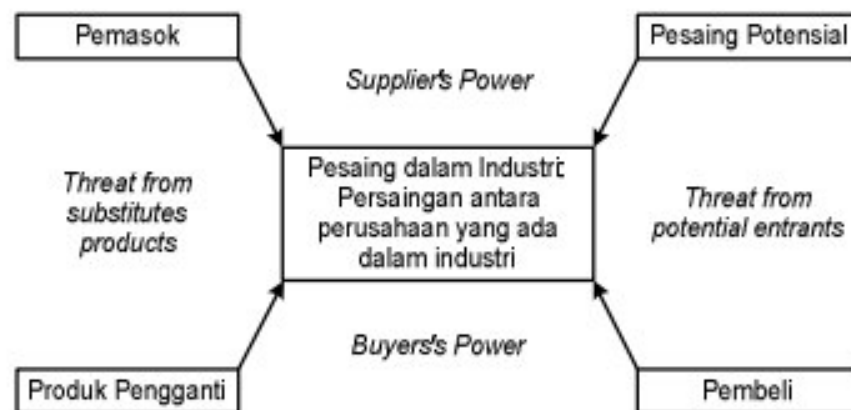 Pemasok
Pesaing Potensial
Supplier's Power
Pesaing dalam Industri:
Persaingan antara
perusahaan yang ada
dalam industri
Threat from
substitutes
products
Threat from
potential entrants
Buyers's Power
Produk Pengganti
Pembeli